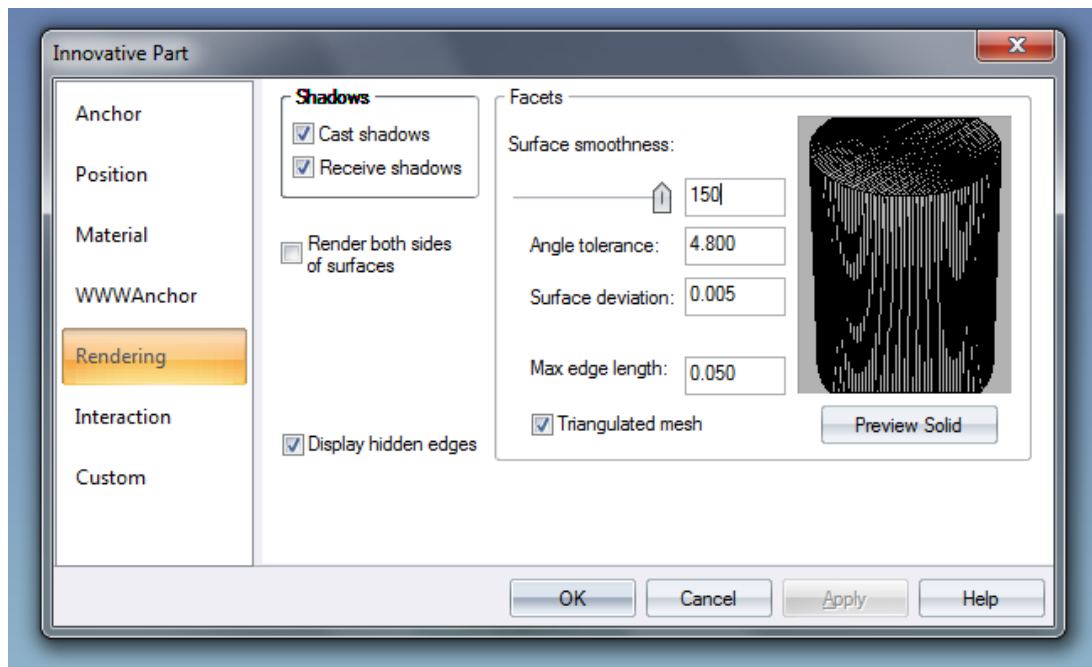 Innovative Part
Anchor
Position
Material
WWWAnchor
Rendering
Interaction
Custom
Shadows
Cast shadows
Receive shadows
Render both sides
of surfaces
Display hidden edges
Facets
Surface smoothness:
150
Angle tolerance: 4.800
Surface deviation: 0.005
Max edge length: 0.050
Triangulated mesh
Preview Solid
OK Cancel Apply Help